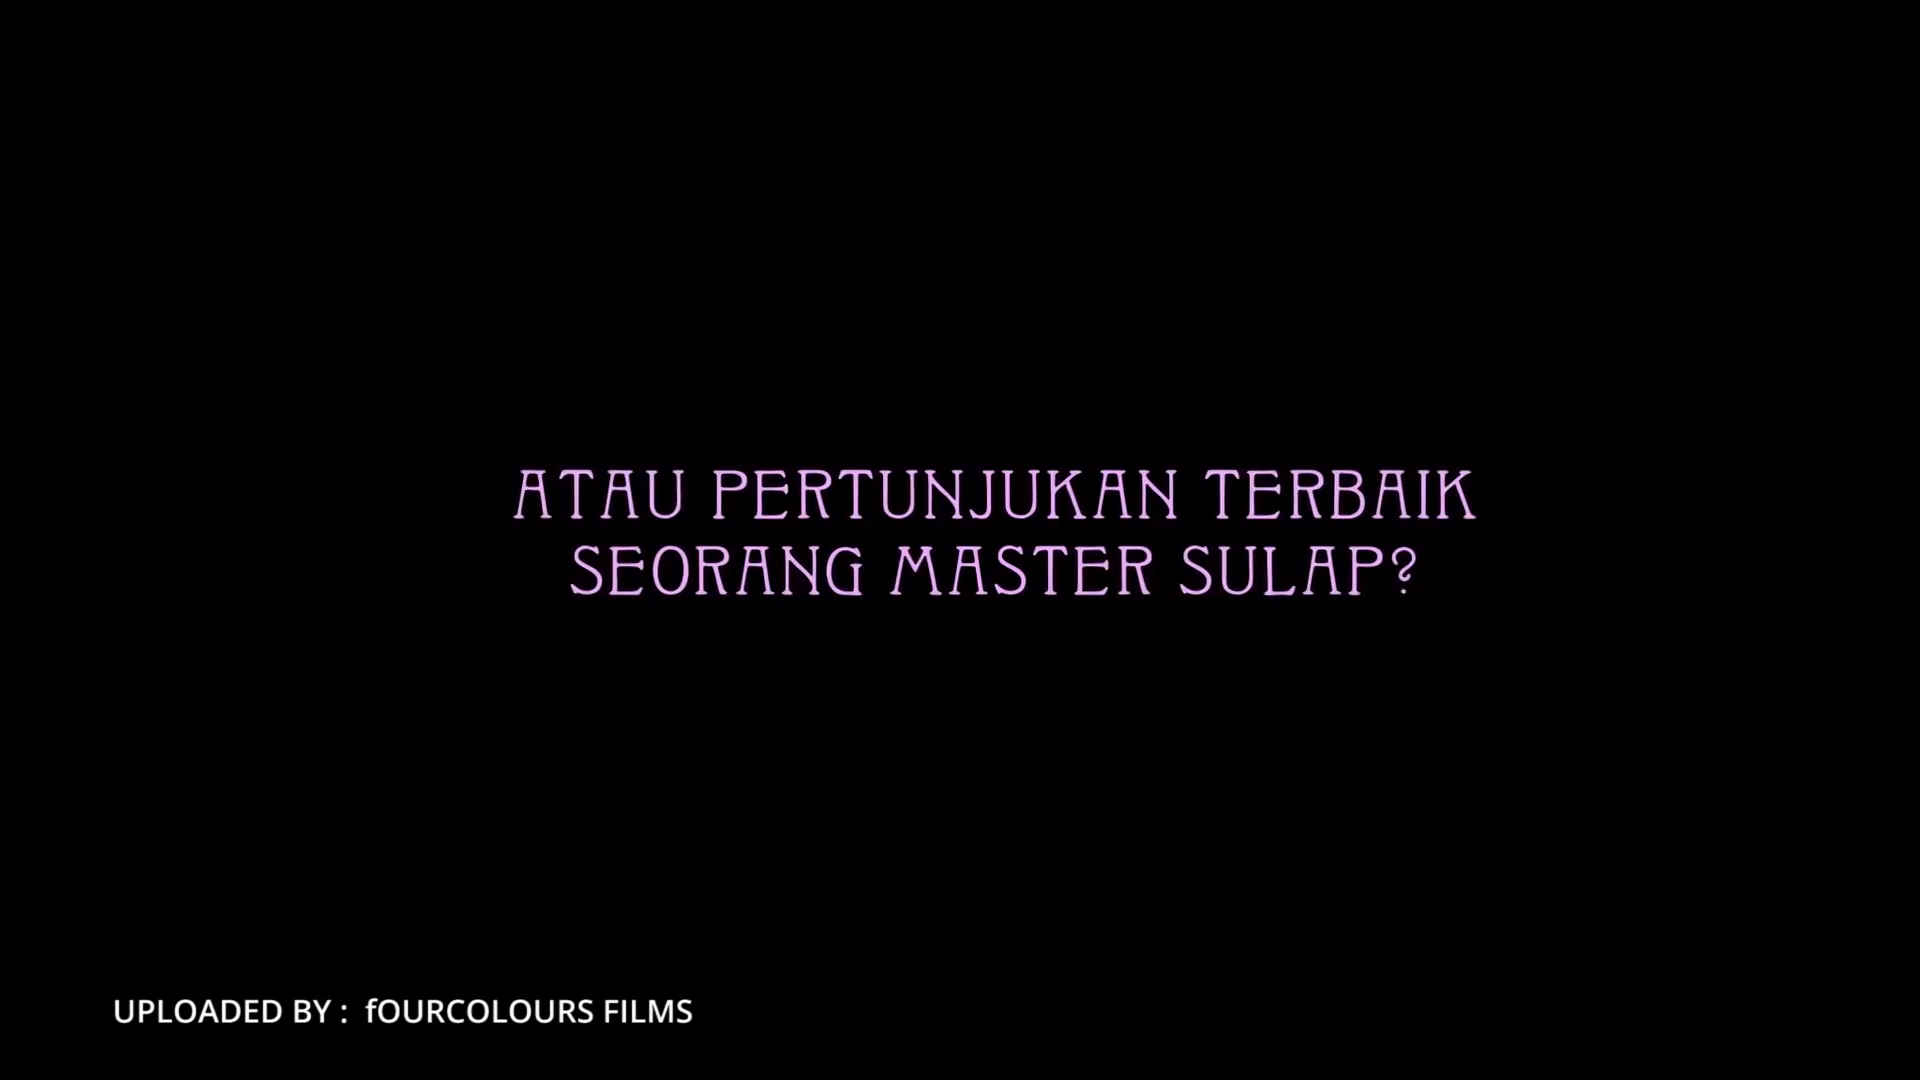 ATAU PERTUNJUKAN TERBAIK
SEORANG MASTER SULAP?
UPLOADED BY : fOURCOLOURS FILMS